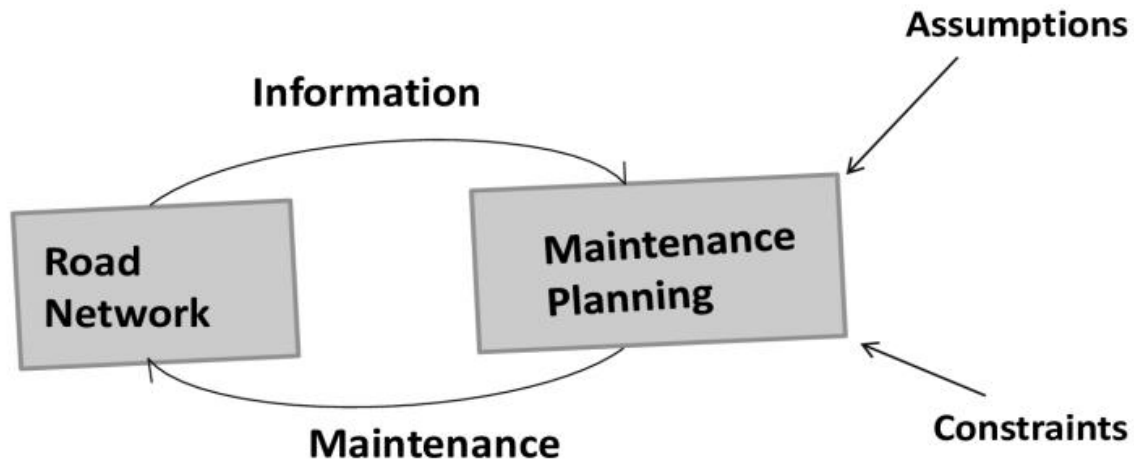 Assumptions
Information
Road
Network
Maintenance
Planning
Maintenance
Constraints